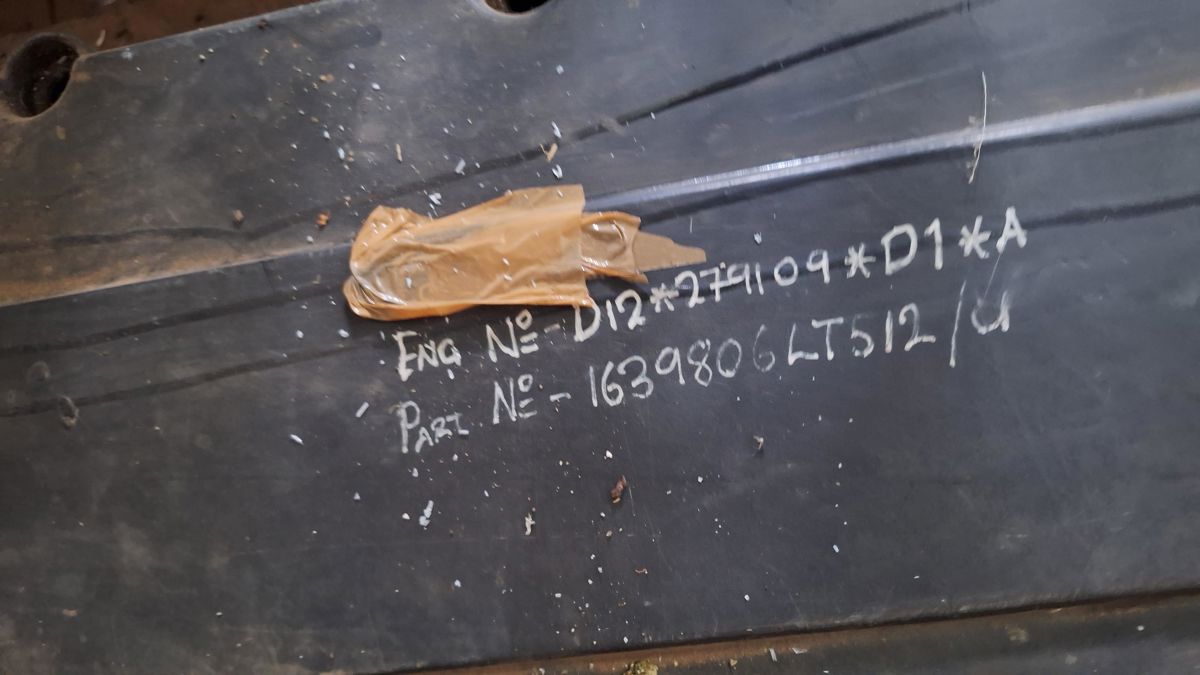 ENG Nº- D12*279109*D1*A
PART Nº- 1639806LT512/U